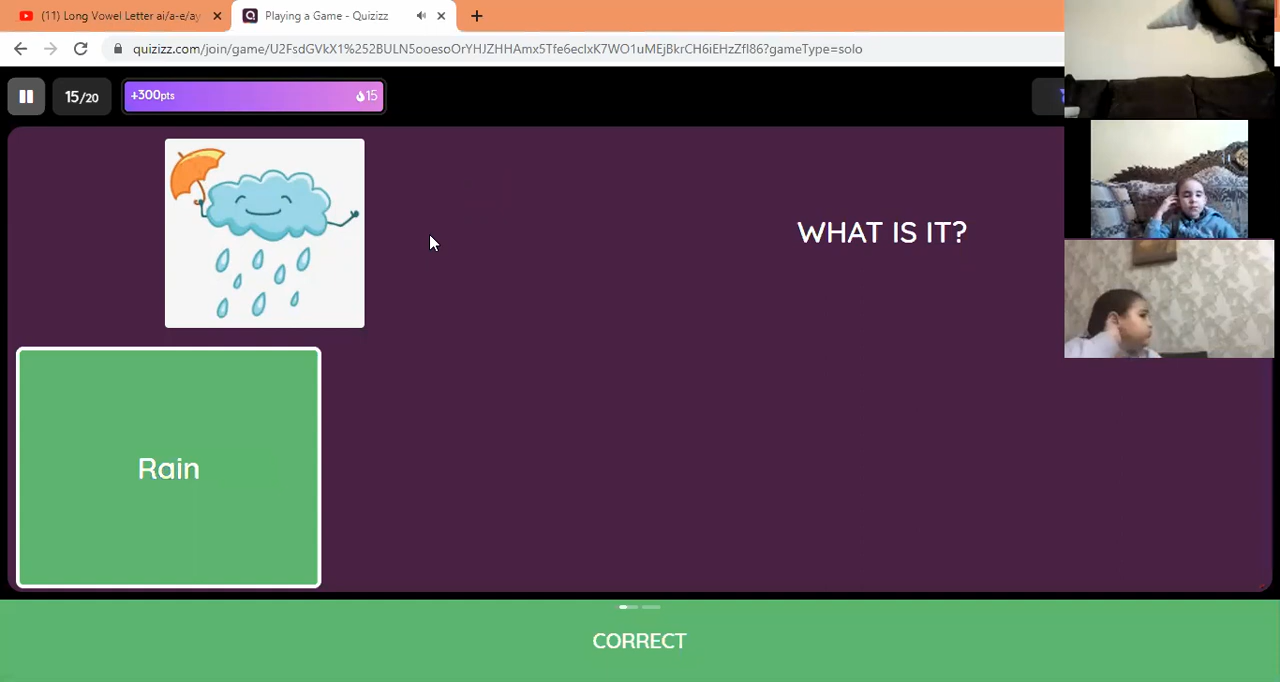 (11) Long Vowel Letter ai/a-e/ay
Playing a Game - Quizizz
quizizz.com/join/game/U2FsdGVkX1%252BULN5ooesoOrYHJZHHAmx5Tfe6eclxK7WO1uMEjBkrCH6iEHzZfI86?gameType=solo
15/20
+300pts
15
WHAT IS IT?
Rain
CORRECT